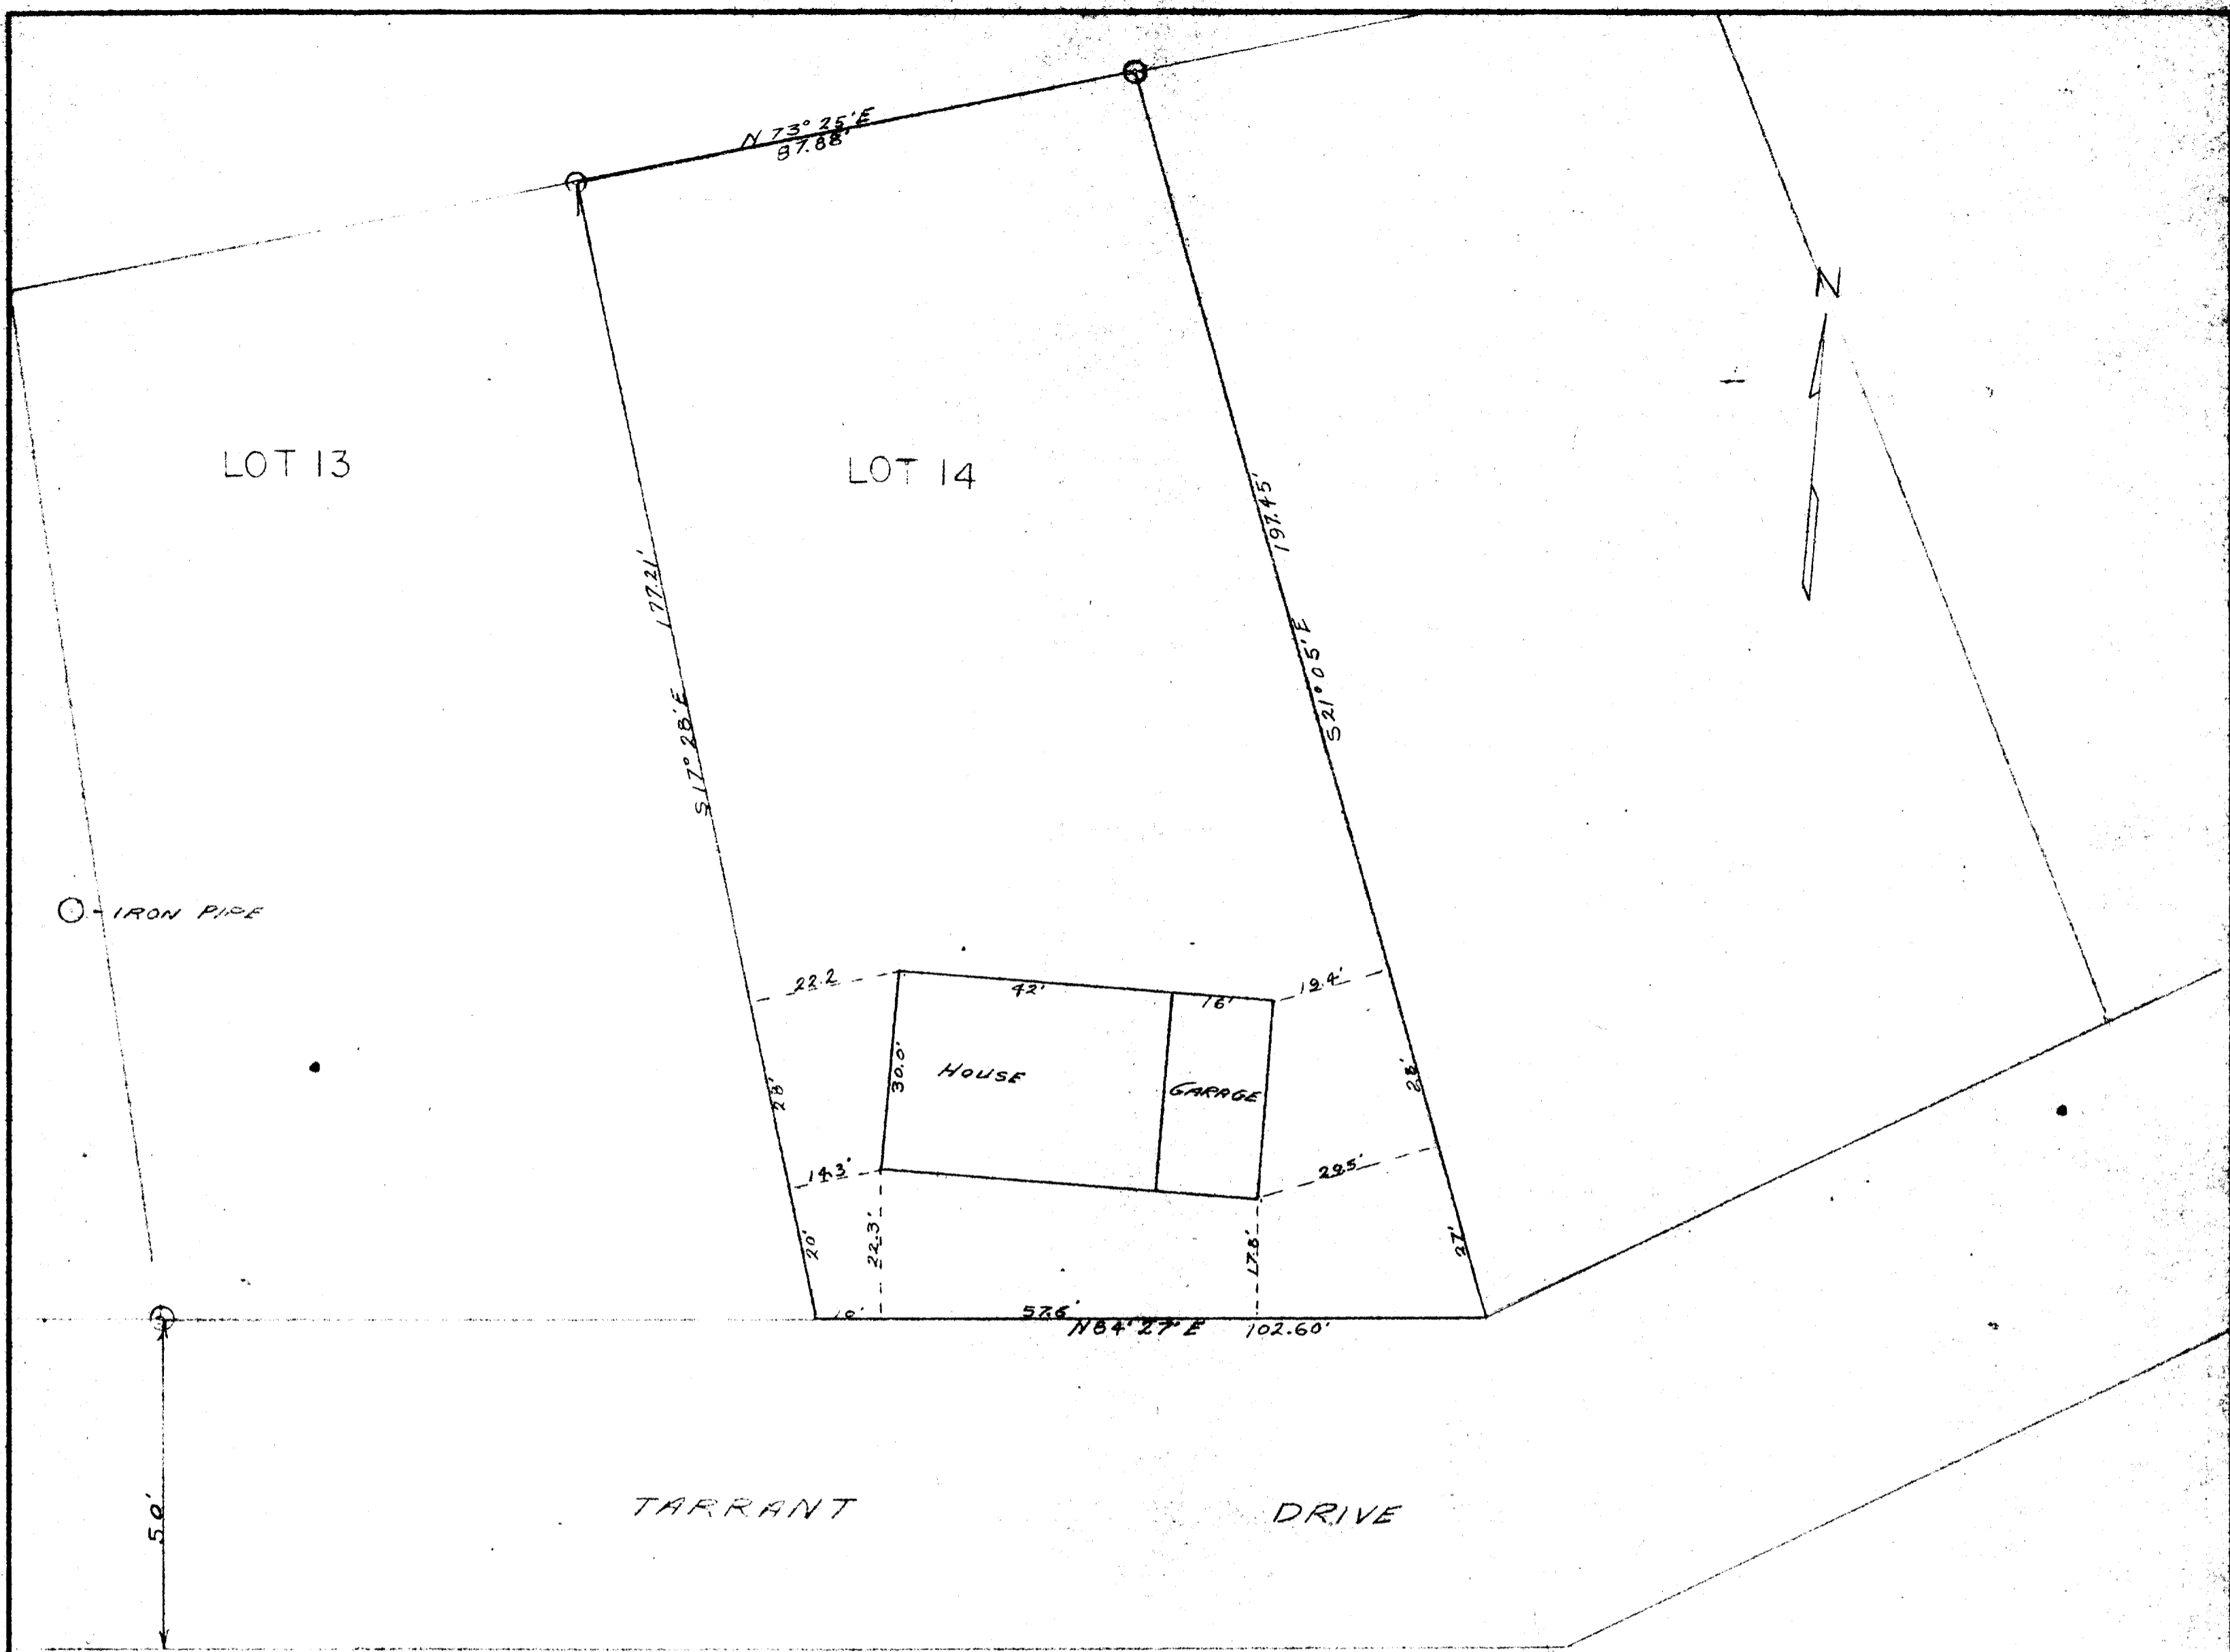 N 73° 25' E
87.88'
N
LOT 13
LOT 14
197.45'
177.21'
S 21° 05' E
S 17° 28' E
O - IRON PIPE
22.2
42'
16'
19.4'
30.0'
HOUSE
GARAGE
28'
28'
14.3'
29.5'
22.3'
17.8'
20'
27'
10'
57.6'
N 84° 27' E 102.60'
50'
TARRANT DRIVE